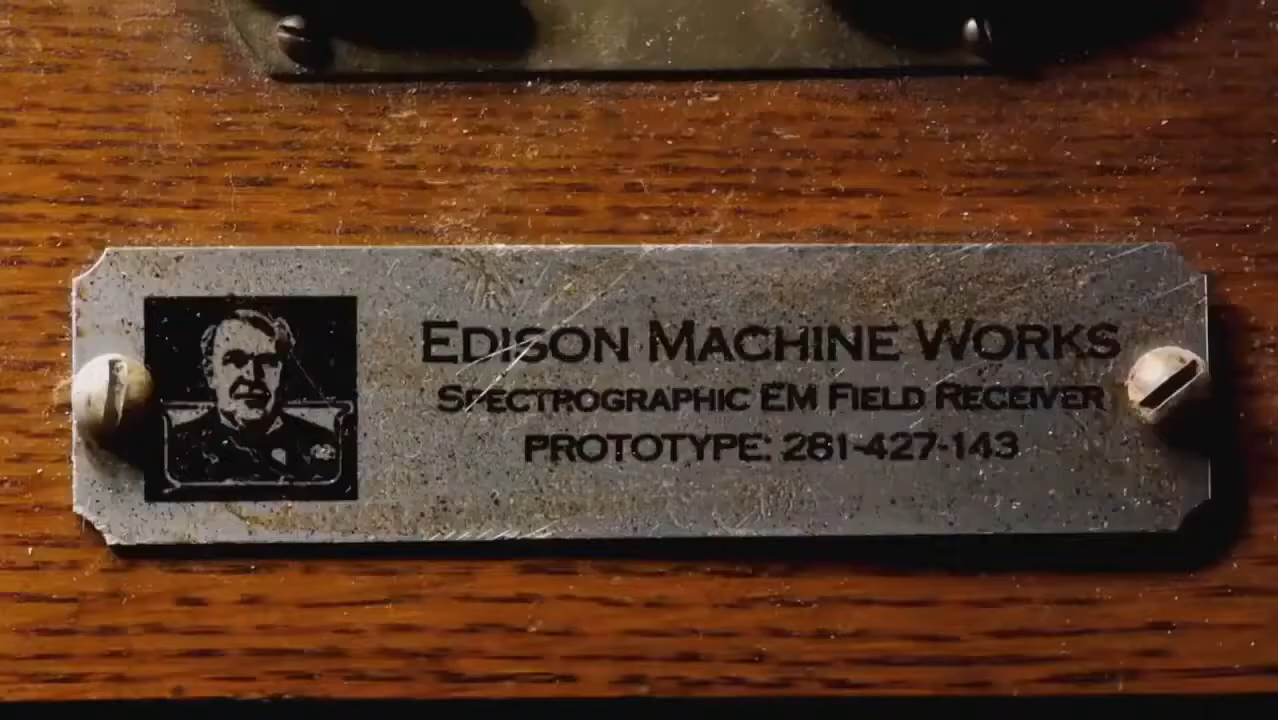 EDISON MACHINE WORKS
SPECTROGRAPHIC EM FIELD RECEIVER
PROTOTYPE: 281-427-143